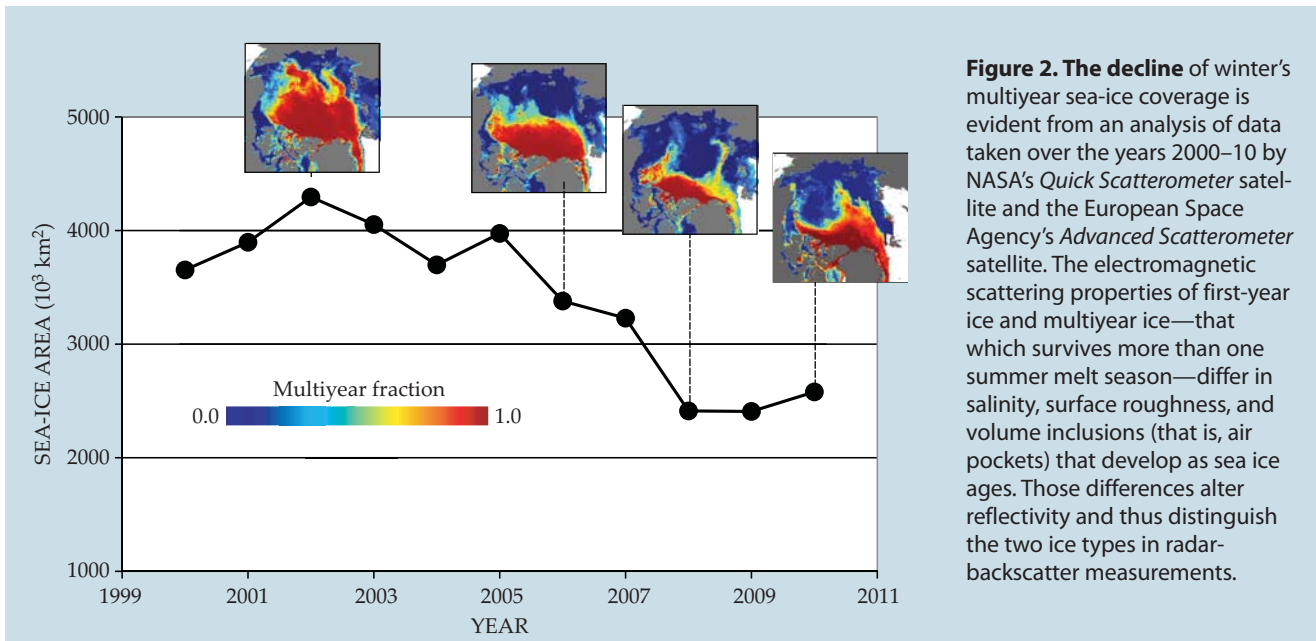 5000
4000
3000
2000
1000
SEA-ICE AREA (10³ km²)
Multiyear fraction
0.0 1.0
1999 2001 2003 2005 2007 2009 2011
YEAR
Figure 2. The decline of winter’s
multiyear sea-ice coverage is
evident from an analysis of data
taken over the years 2000–10 by
NASA’s Quick Scatterometer satel-
lite and the European Space
Agency’s Advanced Scatterometer
satellite. The electromagnetic
scattering properties of first-year
ice and multiyear ice—that
which survives more than one
summer melt season—differ in
salinity, surface roughness, and
volume inclusions (that is, air
pockets) that develop as sea ice
ages. Those differences alter
reflectivity and thus distinguish
the two ice types in radar-
backscatter measurements.